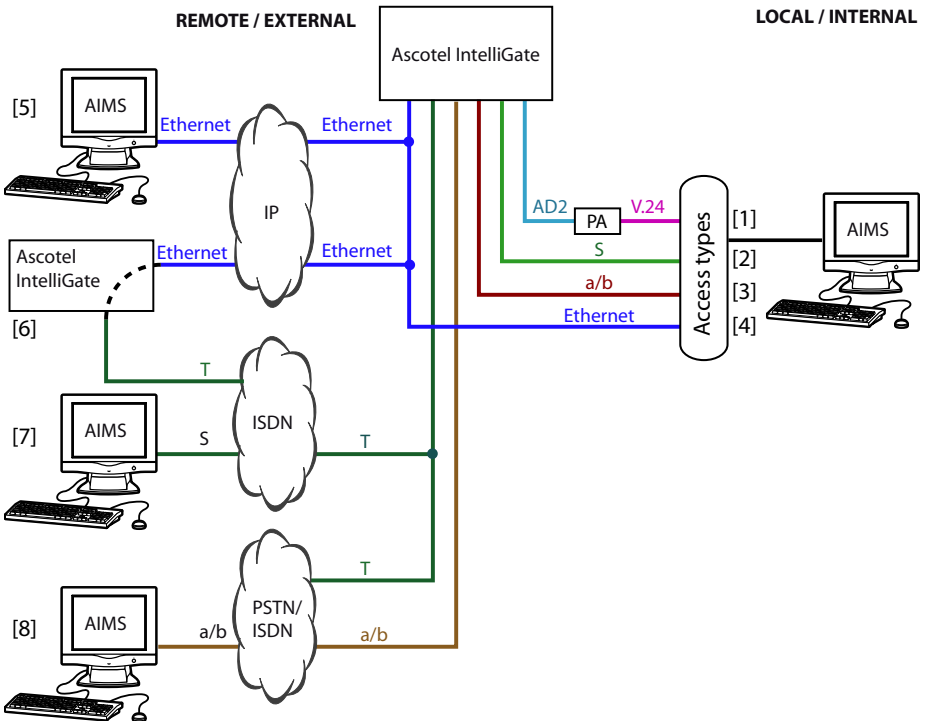 REMOTE / EXTERNAL
LOCAL / INTERNAL
Ascotel IntelliGate
[5]
AIMS
Ethernet
Ethernet
IP
AD2
PA
V.24
Access types
[1]
AIMS
S
[2]
a/b
[3]
Ethernet
[4]
Ascotel
IntelliGate
Ethernet
Ethernet
[6]
T
ISDN
[7]
AIMS
S
T
T
PSTN/
ISDN
[8]
AIMS
a/b
a/b